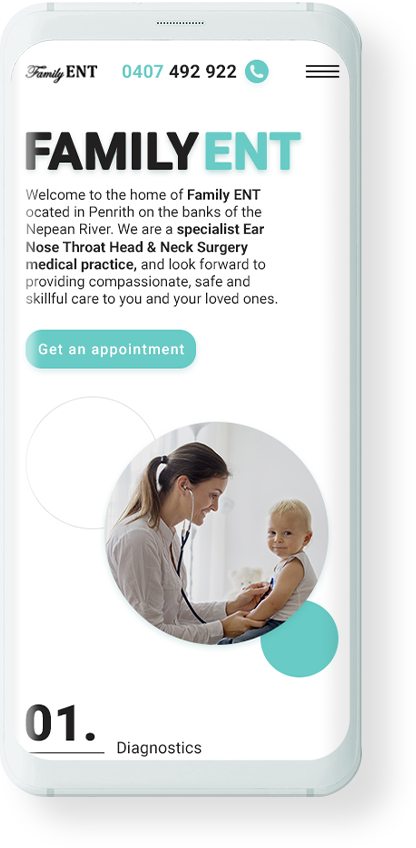 Family ENT 0407 492 922
FAMILY ENT
Welcome to the home of Family ENT
ocated in Penrith on the banks of the
Nepean River. We are a specialist Ear
Nose Throat Head & Neck Surgery
medical practice, and look forward to
providing compassionate, safe and
skillful care to you and your loved ones.
Get an appointment
01.
Diagnostics